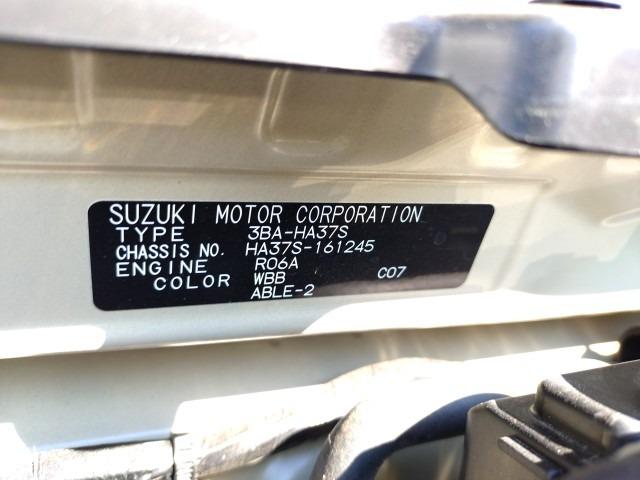 SUZUKI MOTOR CORPORATION
TYPE 3BA-HA37S
CHASSIS NO. HA37S-161245
ENGINE R06A
COLOR WBB C07
ABLE-2